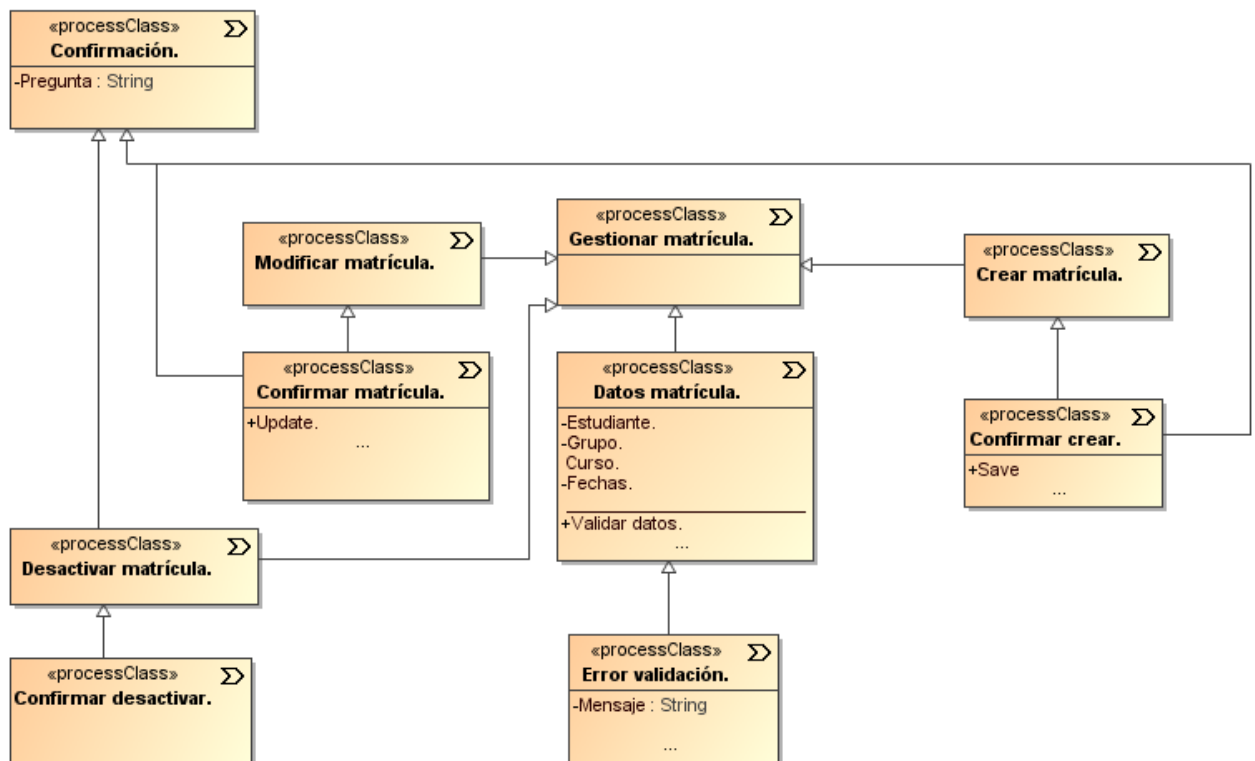 «processClass»
Confirmación.
-Pregunta : String
«processClass»
Gestionar matrícula.
«processClass»
Modificar matrícula.
«processClass»
Crear matrícula.
«processClass»
Confirmar matrícula.
+Update.
...
«processClass»
Datos matrícula.
-Estudiante.
-Grupo.
Curso.
-Fechas.
+Validar datos.
...
«processClass»
Confirmar crear.
+Save
...
«processClass»
Desactivar matrícula.
«processClass»
Confirmar desactivar.
«processClass»
Error validación.
-Mensaje : String
...